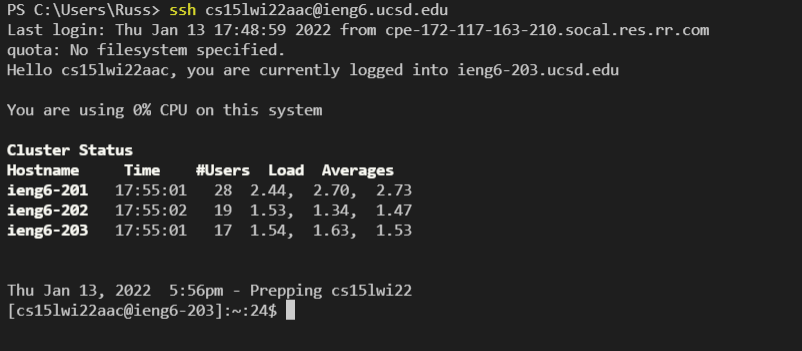 PS C:\Users\Russ> ssh cs15lwi22aac@ieng6.ucsd.edu
Last login: Thu Jan 13 17:48:59 2022 from cpe-172-117-163-210.socal.res.rr.com
quota: No filesystem specified.
Hello cs15lwi22aac, you are currently logged into ieng6-203.ucsd.edu
You are using 0% CPU on this system
Cluster Status
Hostname     Time    #Users  Load  Averages
ieng6-201   17:55:01   28  2.44,  2.70,  2.73
ieng6-202   17:55:02   19  1.53,  1.34,  1.47
ieng6-203   17:55:01   17  1.54,  1.63,  1.53
Thu Jan 13, 2022  5:56pm - Prepping cs15lwi22
[cs15lwi22aac@ieng6-203]:~:24$